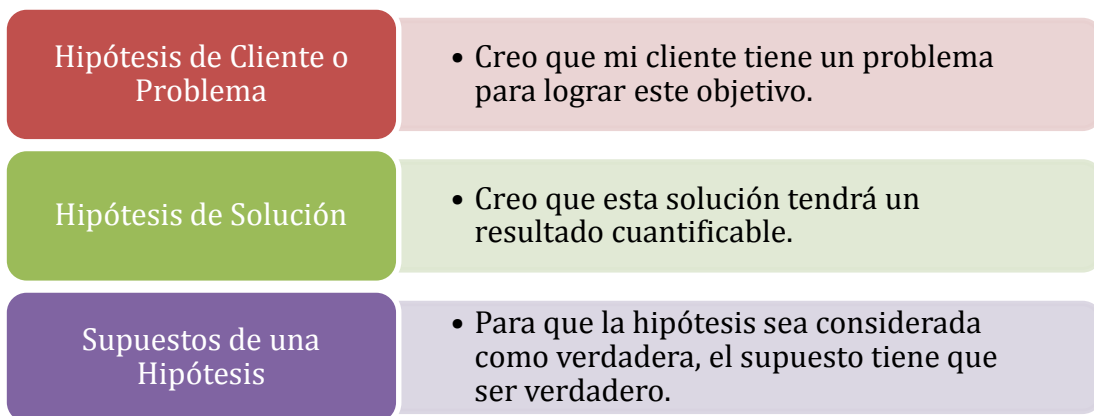 Hipótesis de Cliente o
Problema
• Creo que mi cliente tiene un problema
para lograr este objetivo.
Hipótesis de Solución
• Creo que esta solución tendrá un
resultado cuantificable.
Supuestos de una
Hipótesis
• Para que la hipótesis sea considerada
como verdadera, el supuesto tiene que
ser verdadero.